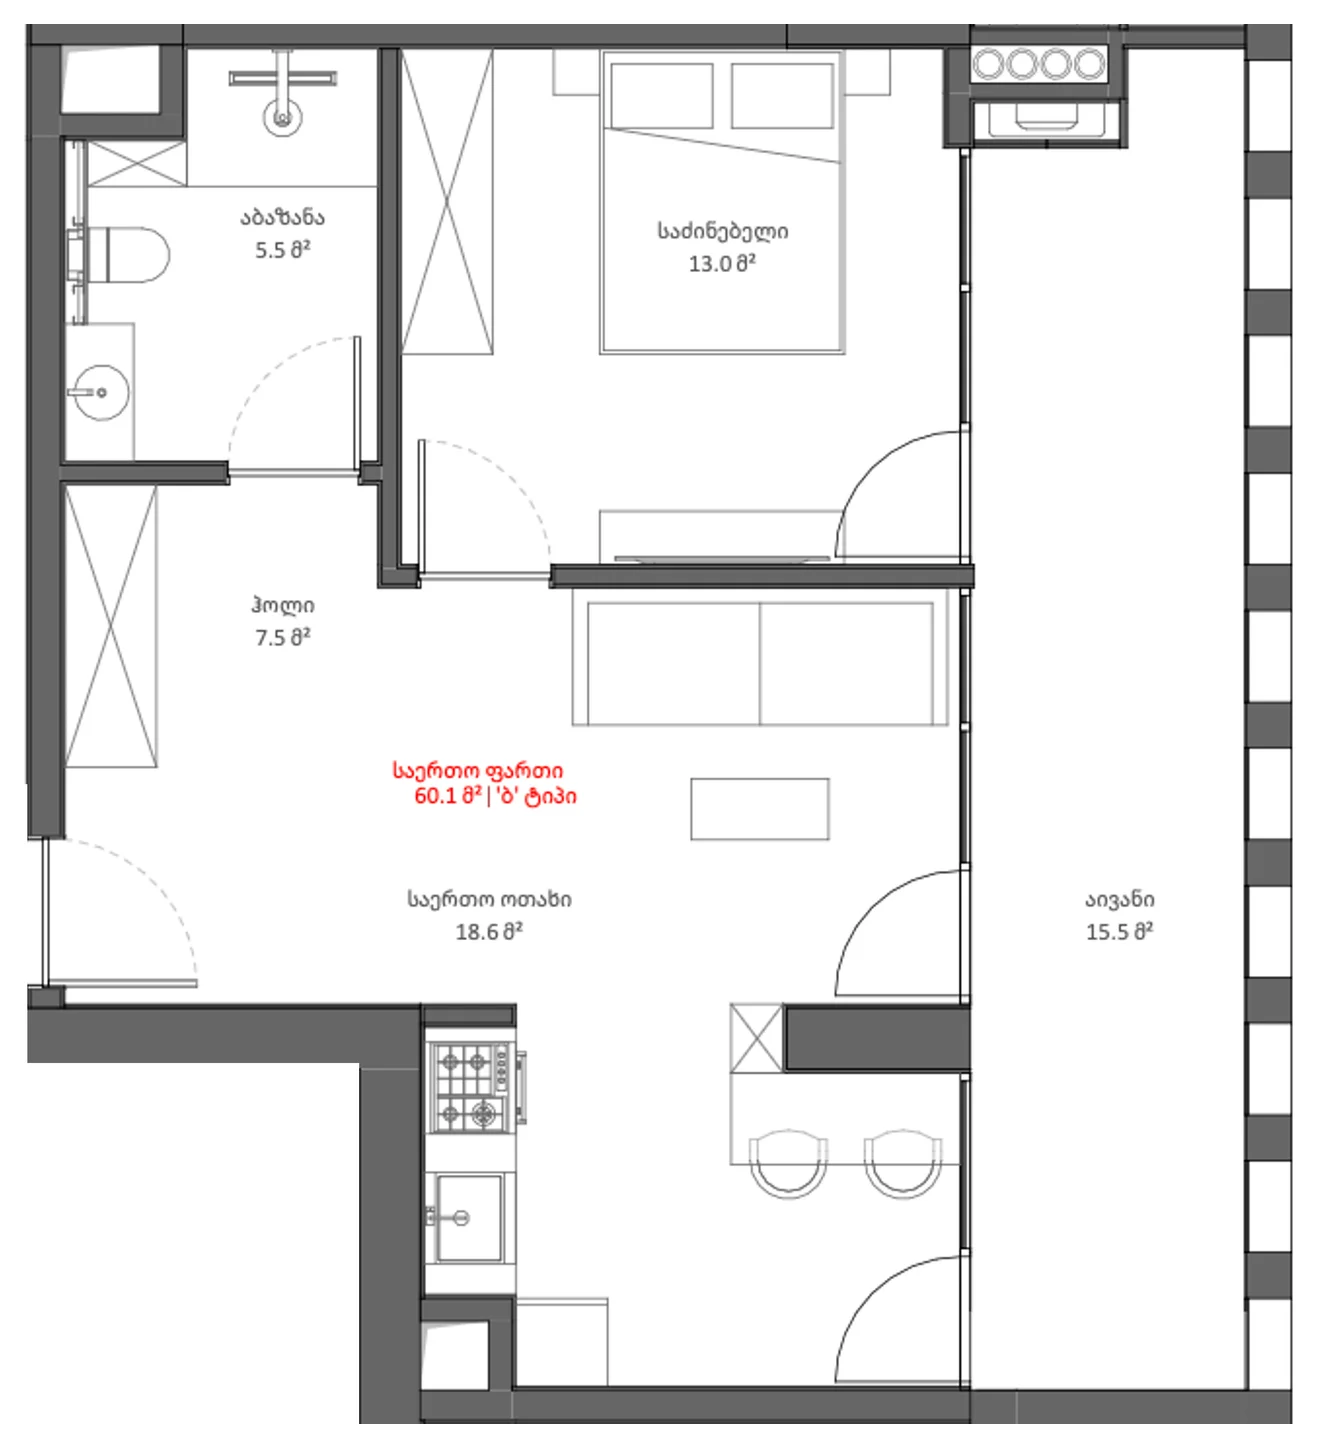 აბაზანა
5.5 მ²
საძინებელი
13.0 მ²
ჰოლი
7.5 მ²
საერთო ფართი
60.1 მ² | 'ბ' ტიპი
საერთო ოთახი
18.6 მ²
აივანი
15.5 მ²